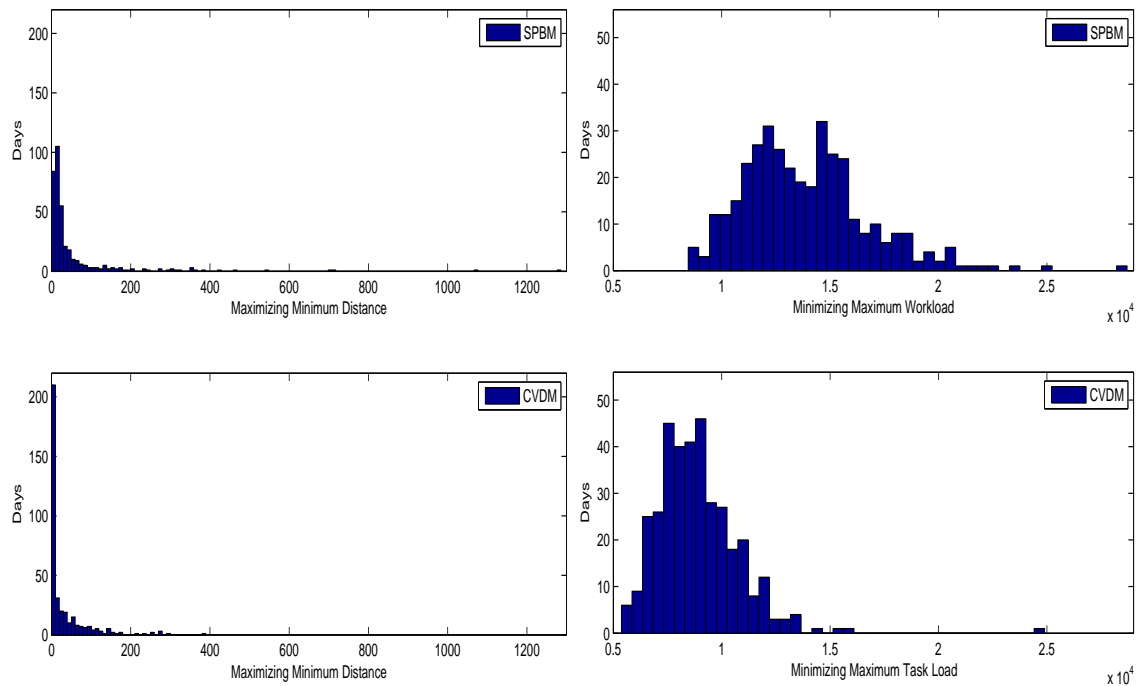 200
150
100
50
0
Days
SPBM
0 200 400 600 800 1000 1200
Maximizing Minimum Distance
50
40
30
20
10
0
Days
SPBM
0.5 1 1.5 2 2.5
Minimizing Maximum Workload
x 10^4
200
150
100
50
0
Days
CVDM
0 200 400 600 800 1000 1200
Maximizing Minimum Distance
50
40
30
20
10
0
Days
CVDM
0.5 1 1.5 2 2.5
Minimizing Maximum Task Load
x 10^4